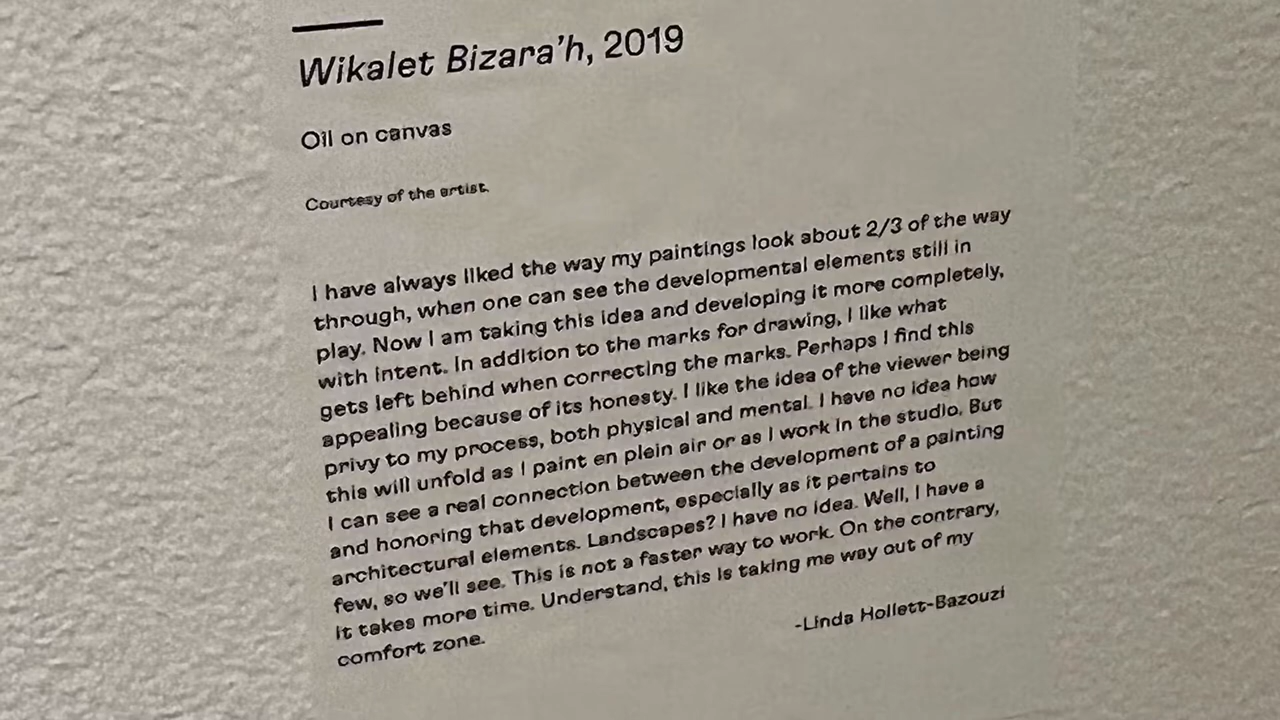 Wikalet Bizara'h, 2019
Oil on canvas
Courtesy of the artist.
I have always liked the way my paintings look about 2/3 of the way
through, when one can see the developmental elements still in
play. Now I am taking this idea and developing it more completely,
with intent. In addition to the marks for drawing, I like what
gets left behind when correcting the marks. Perhaps I find this
appealing because of its honesty. I like the idea of the viewer being
privy to my process, both physical and mental. I have no idea how
this will unfold as I paint en plein air or as I work in the studio. But
I can see a real connection between the development of a painting
and honoring that development, especially as it pertains to
architectural elements. Landscapes? I have no idea. Well, I have a
few, so we'll see. This is not a faster way to work. On the contrary,
it takes more time. Understand, this is taking me way out of my
comfort zone.
-Linda Hollett-Bazouzi